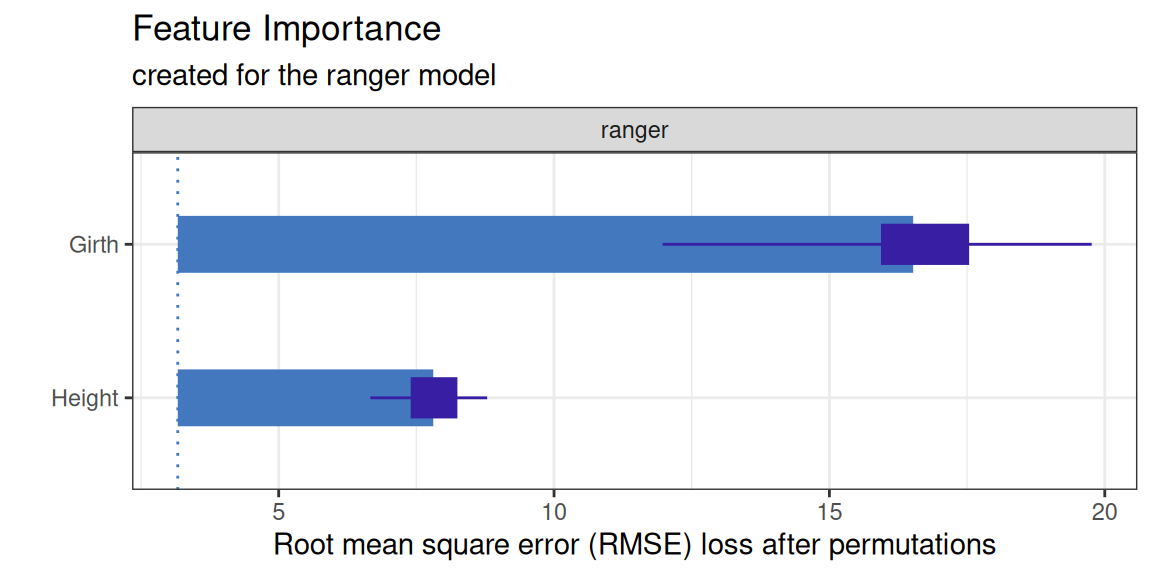 Feature Importance
created for the ranger model
ranger
Girth
Height
5 10 15 20
Root mean square error (RMSE) loss after permutations